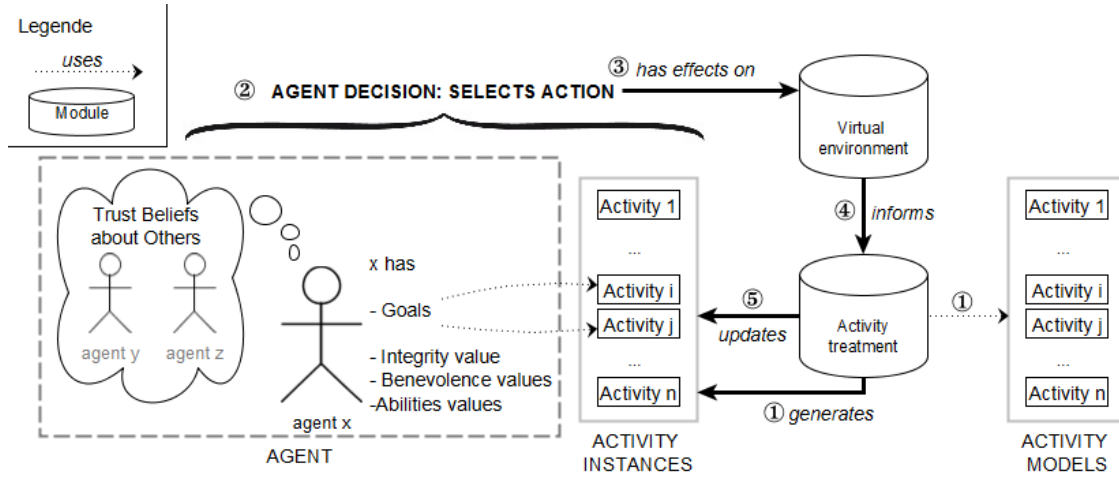 Legende
uses
Module
② AGENT DECISION: SELECTS ACTION
③ has effects on
Virtual
environment
④ informs
Trust Beliefs
about Others
agent y agent z
agent x
x has
- Goals
- Integrity value
- Benevolence values
-Abilities values
AGENT
Activity 1
...
Activity i
Activity j
...
Activity n
ACTIVITY
INSTANCES
⑤
updates
Activity
treatment
① generates
①
Activity 1
...
Activity i
Activity j
...
Activity n
ACTIVITY
MODELS